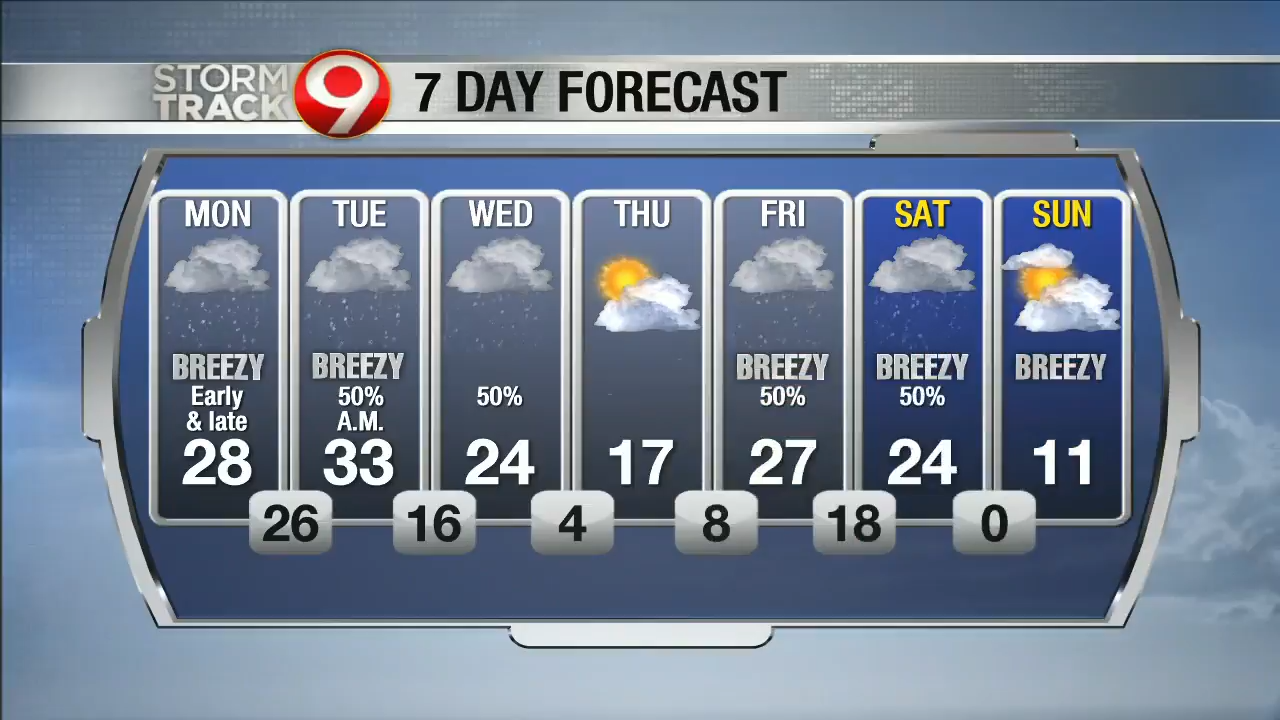 STORM
TRACK 9
7 DAY FORECAST
MON
BREEZY
Early
& late
28
TUE
BREEZY
50%
A.M.
33
WED
50%
24
THU
17
FRI
BREEZY
50%
27
SAT
BREEZY
50%
24
SUN
BREEZY
11
26
16
4
8
18
0